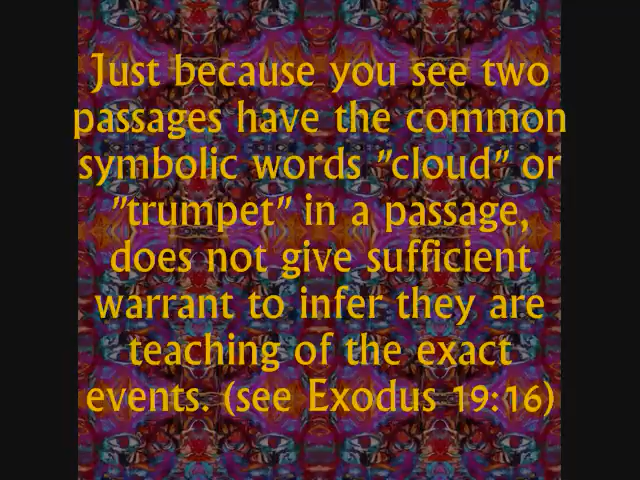 Just because you see two
passages have the common
symbolic words "cloud" or
"trumpet" in a passage,
does not give sufficient
warrant to infer they are
teaching of the exact
events. (see Exodus 19:16)